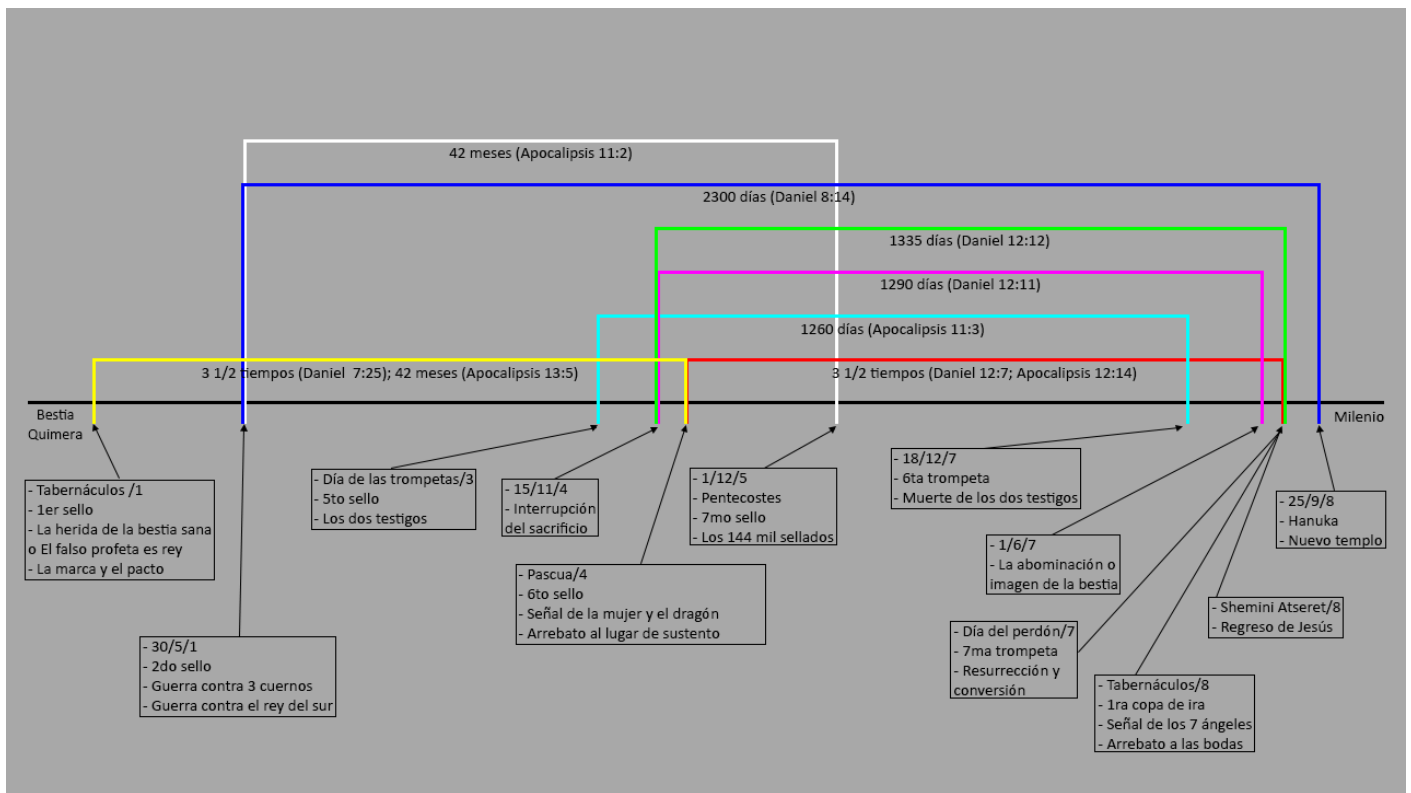 42 meses (Apocalipsis 11:2)
2300 días (Daniel 8:14)
1335 días (Daniel 12:12)
1290 días (Daniel 12:11)
1260 días (Apocalipsis 11:3)
3 1/2 tiempos (Daniel 7:25); 42 meses (Apocalipsis 13:5)
3 1/2 tiempos (Daniel 12:7; Apocalipsis 12:14)
Bestia
Quimera
Milenio
- Tabernáculos /1
- 1er sello
- La herida de la bestia sana
o El falso profeta es rey
- La marca y el pacto
- 30/5/1
- 2do sello
- Guerra contra 3 cuernos
- Guerra contra el rey del sur
- Día de las trompetas/3
- 5to sello
- Los dos testigos
- 15/11/4
- Interrupción
del sacrificio
- Pascua/4
- 6to sello
- Señal de la mujer y el dragón
- Arrebato al lugar de sustento
- 1/12/5
- Pentecostes
- 7mo sello
- Los 144 mil sellados
- 18/12/7
- 6ta trompeta
- Muerte de los dos testigos
- 1/6/7
- La abominación o
imagen de la bestia
- Día del perdón/7
- 7ma trompeta
- Resurrección y
conversión
- Tabernáculos/8
- 1ra copa de ira
- Señal de los 7 ángeles
- Arrebato a las bodas
- Shemini Atseret/8
- Regreso de Jesús
- 25/9/8
- Hanuka
- Nuevo templo